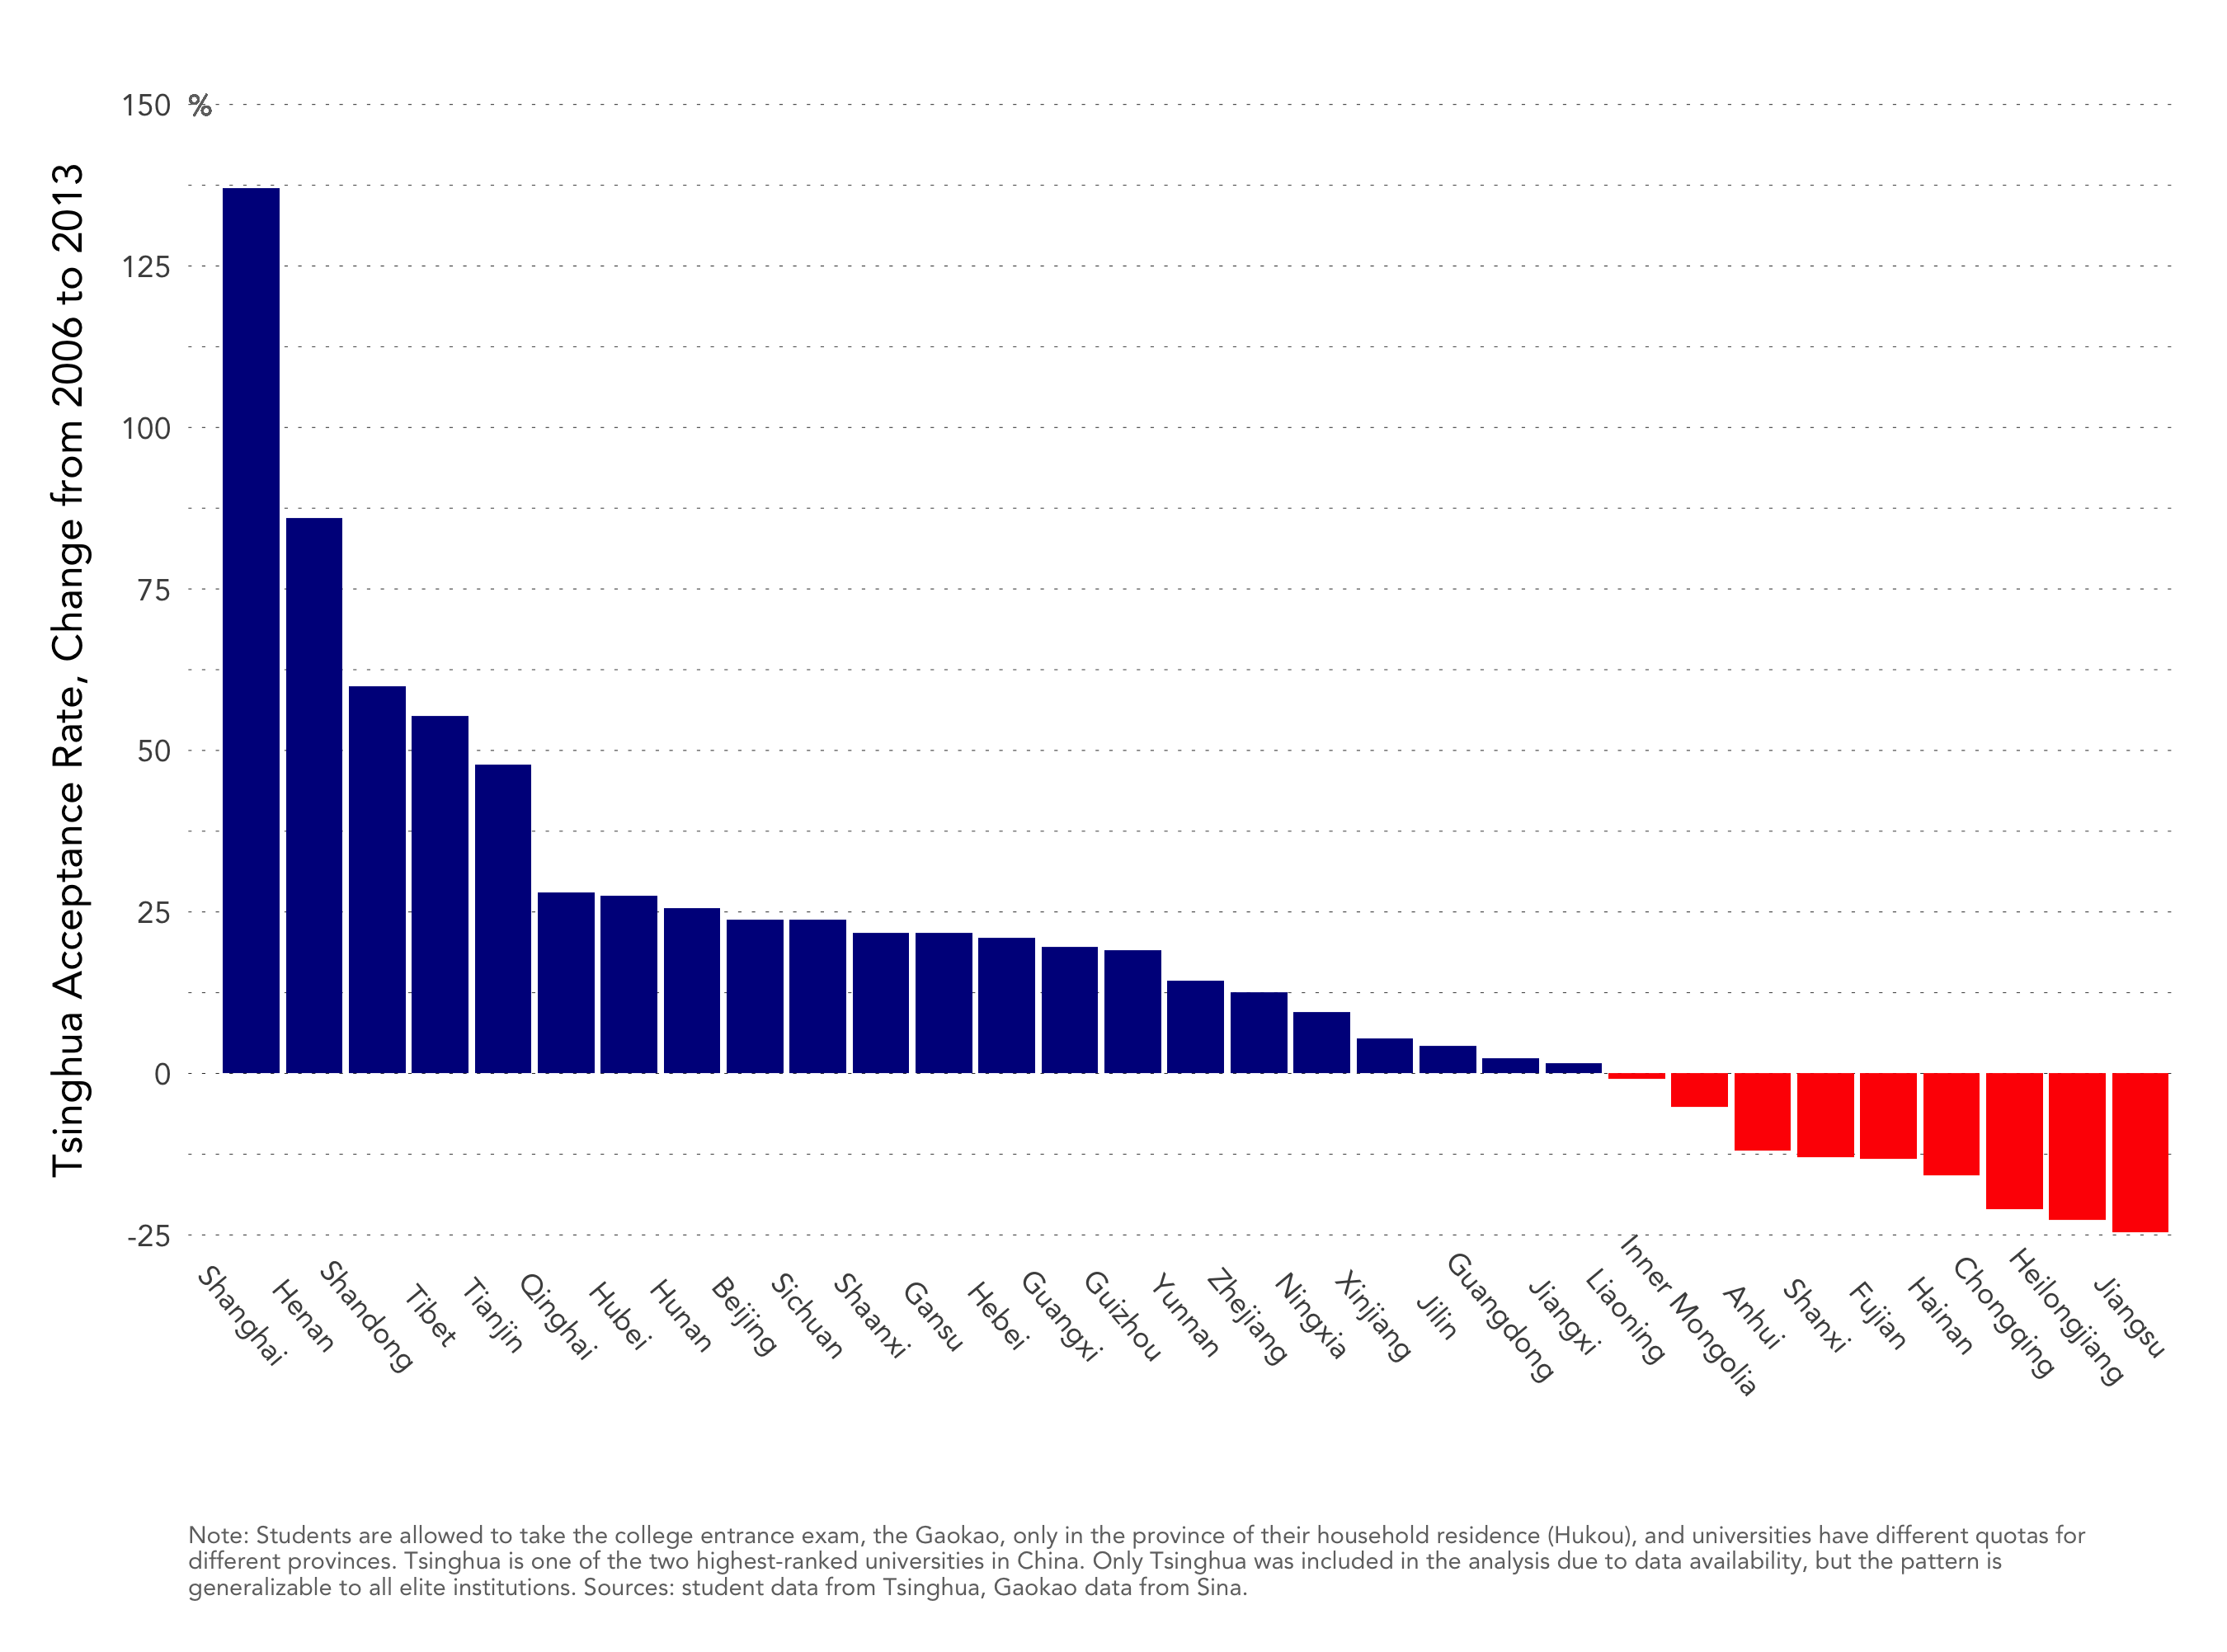 Tsinghua Acceptance Rate, Change from 2006 to 2013
150 %
125
100
75
50
25
0
-25
Shanghai
Henan
Shandong
Tibet
Tianjin
Qinghai
Hubei
Hunan
Beijing
Sichuan
Shaanxi
Gansu
Hebei
Guangxi
Guizhou
Yunnan
Zhejiang
Ningxia
Xinjiang
Jilin
Guangdong
Jiangxi
Liaoning
Inner Mongolia
Anhui
Shanxi
Fujian
Hainan
Chongqing
Heilongjiang
Jiangsu
Note: Students are allowed to take the college entrance exam, the Gaokao, only in the province of their household residence (Hukou), and universities have different quotas for
different provinces. Tsinghua is one of the two highest-ranked universities in China. Only Tsinghua was included in the analysis due to data availability, but the pattern is
generalizable to all elite institutions. Sources: student data from Tsinghua, Gaokao data from Sina.